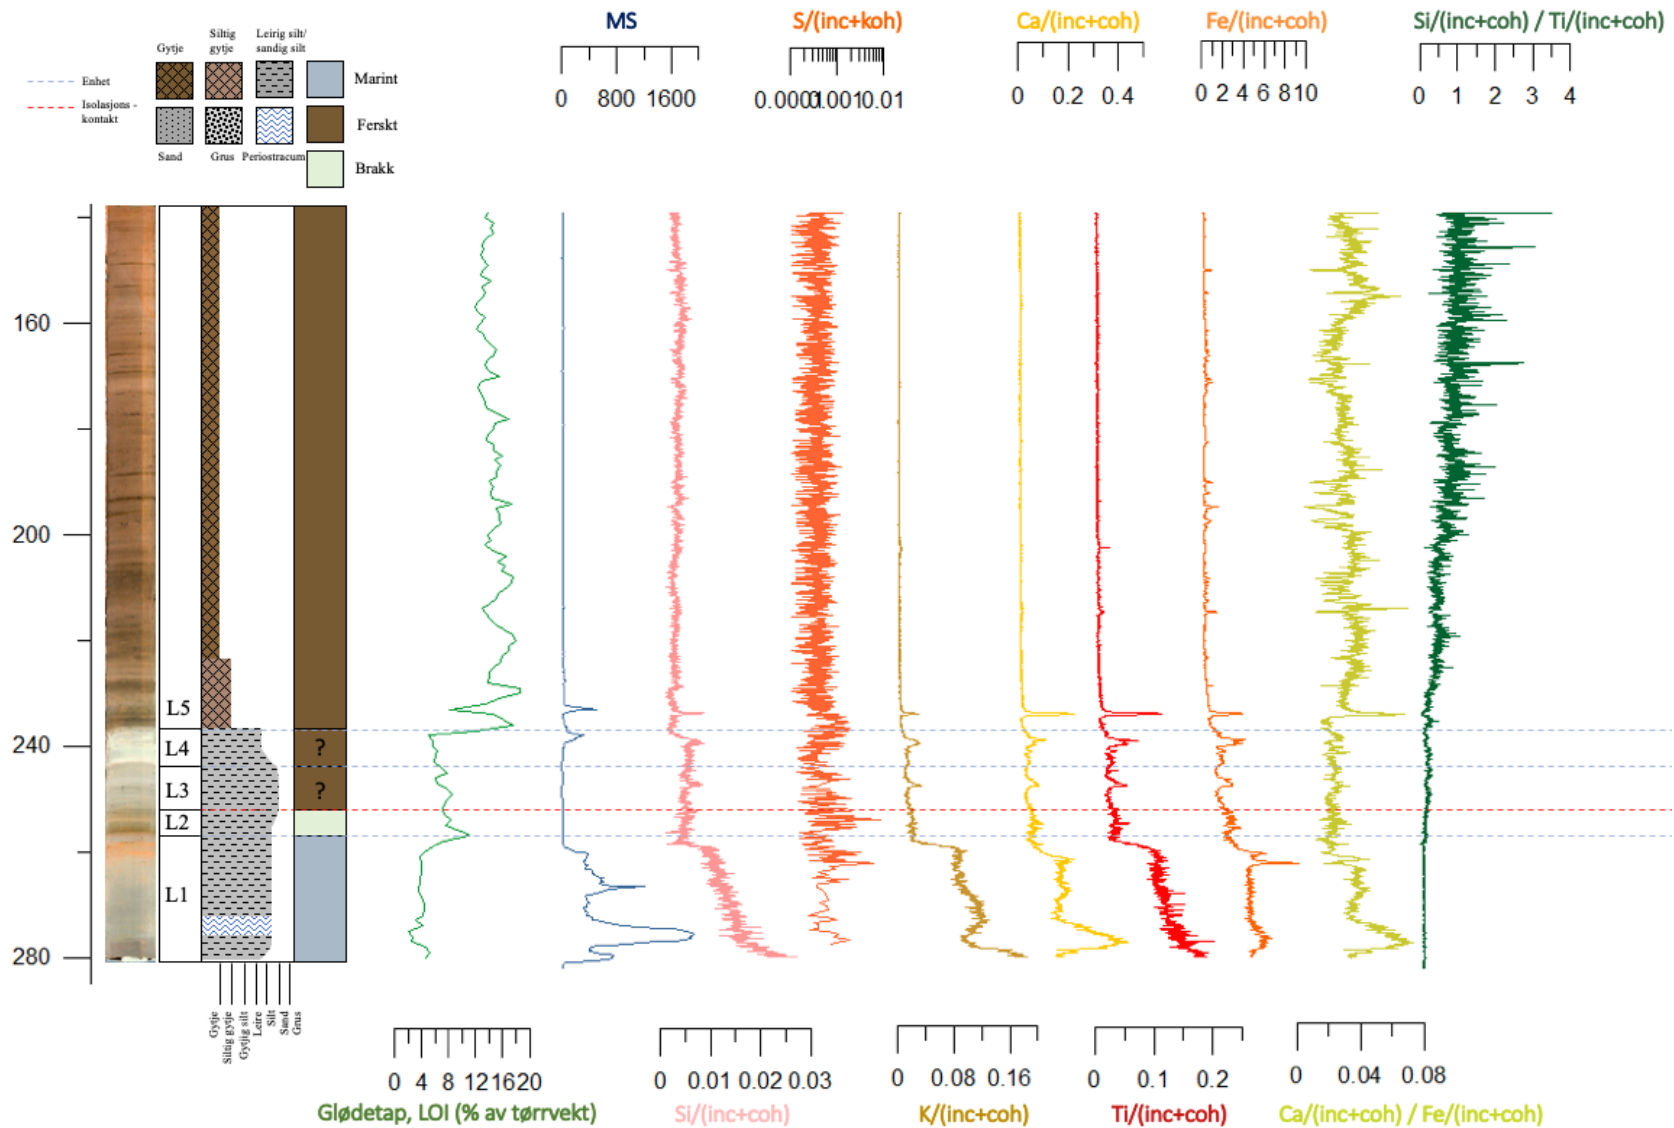 MS
S/(inc+koh)
Ca/(inc+coh)
Fe/(inc+coh)
Si/(inc+coh) / Ti/(inc+coh)
Gytje
Siltig
gytje
Leirig silt/
sandig silt
Enhet
Isolasjons -
kontakt
Marint
Ferskt
Brakk
Sand
Grus
Periostracum
0 800 1600
0.0001 0.001 0.01
0 0.2 0.4
0 2 4 6 8 10
0 1 2 3 4
160
200
240
280
L5
L4
L3
L2
L1
?
?
Gytje
Siltig gytje
Gytjig silt
Leire
Silt
Sand
Grus
0 4 8 12 16 20
Glødetap, LOI (% av tørrvekt)
0 0.01 0.02 0.03
Si/(inc+coh)
0 0.08 0.16
K/(inc+coh)
0 0.1 0.2
Ti/(inc+coh)
0 0.04 0.08
Ca/(inc+coh) / Fe/(inc+coh)